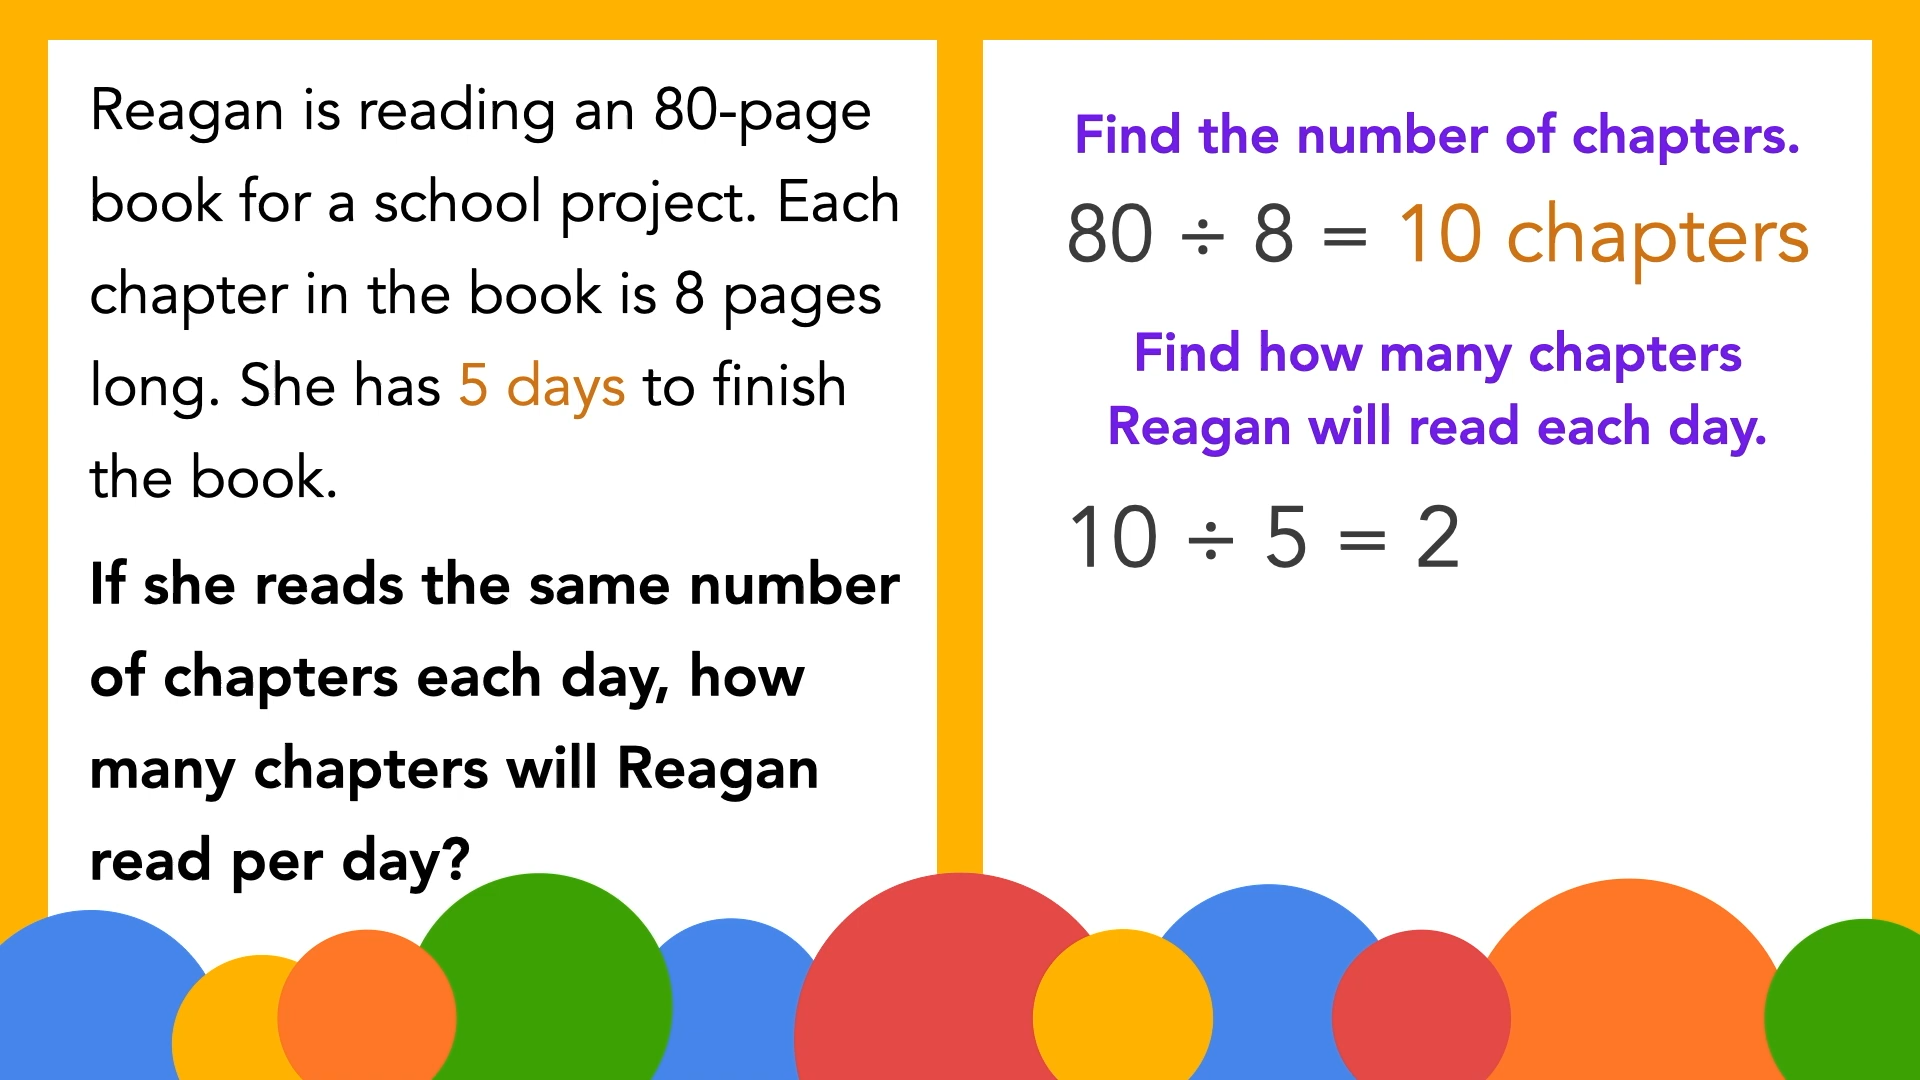 Reagan is reading an 80-page
book for a school project. Each
chapter in the book is 8 pages
long. She has 5 days to finish
the book.
If she reads the same number
of chapters each day, how
many chapters will Reagan
read per day?
Find the number of chapters.
80 ÷ 8 = 10 chapters
Find how many chapters
Reagan will read each day.
10 ÷ 5 = 2